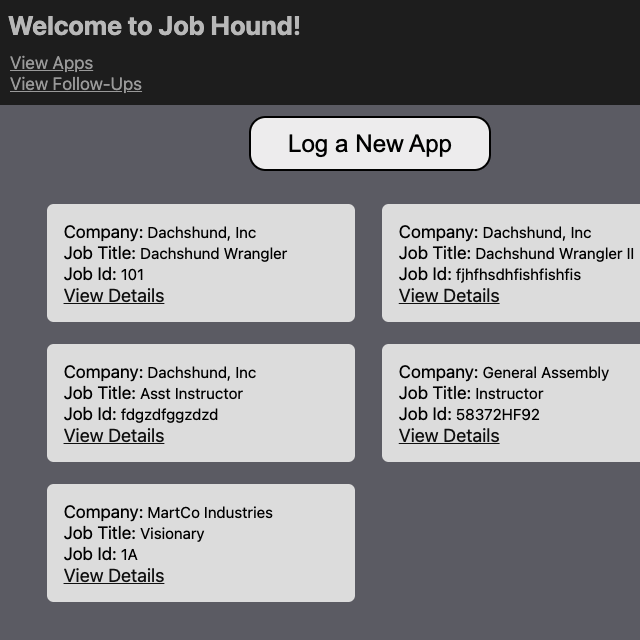 Welcome to Job Hound!
View Apps
View Follow-Ups
Log a New App
Company: Dachshund, Inc
Job Title: Dachshund Wrangler
Job Id: 101
View Details
Company: Dachshund, Inc
Job Title: Dachshund Wrangler II
Job Id: fjhfhsdhfishfishfis
View Details
Company: Dachshund, Inc
Job Title: Asst Instructor
Job Id: fdgzdfggzdzd
View Details
Company: General Assembly
Job Title: Instructor
Job Id: 58372HF92
View Details
Company: MartCo Industries
Job Title: Visionary
Job Id: 1A
View Details